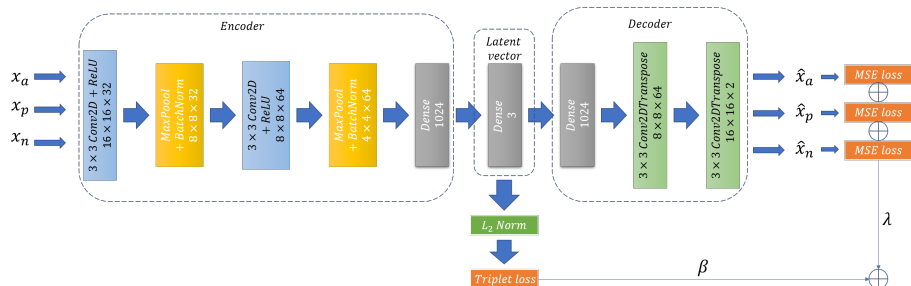 Encoder
Latent
vector
Decoder
x_a
x_p
x_n
3 × 3 Conv2D + ReLU
16 × 16 × 32
MaxPoool
+ BatchNorm
8 × 8 × 32
3 × 3 Conv2D
+ ReLU
8 × 8 × 64
MaxPoool
+ BatchNorm
4 × 4 × 64
Dense
1024
Dense
3
Dense
1024
3 × 3 Conv2DTranspose
8 × 8 × 64
3 × 3 Conv2DTranspose
16 × 16 × 2
x̂_a
x̂_p
x̂_n
MSE loss
MSE loss
MSE loss
L₂ Norm
Triplet loss
β
λ